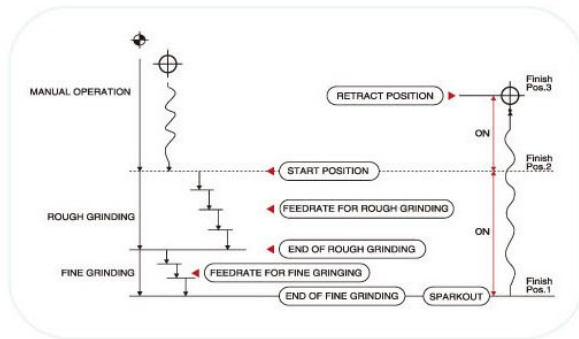 Finish
Pos.3
MANUAL OPERATION
RETRACT POSITION
ON
START POSITION
Finish
Pos.2
FEEDRATE FOR ROUGH GRINDING
ROUGH GRINDING
ON
END OF ROUGH GRINDING
FINE GRINDING
FEEDRATE FOR FINE GRINGING
Finish
Pos.1
END OF FINE GRINDING
SPARKOUT